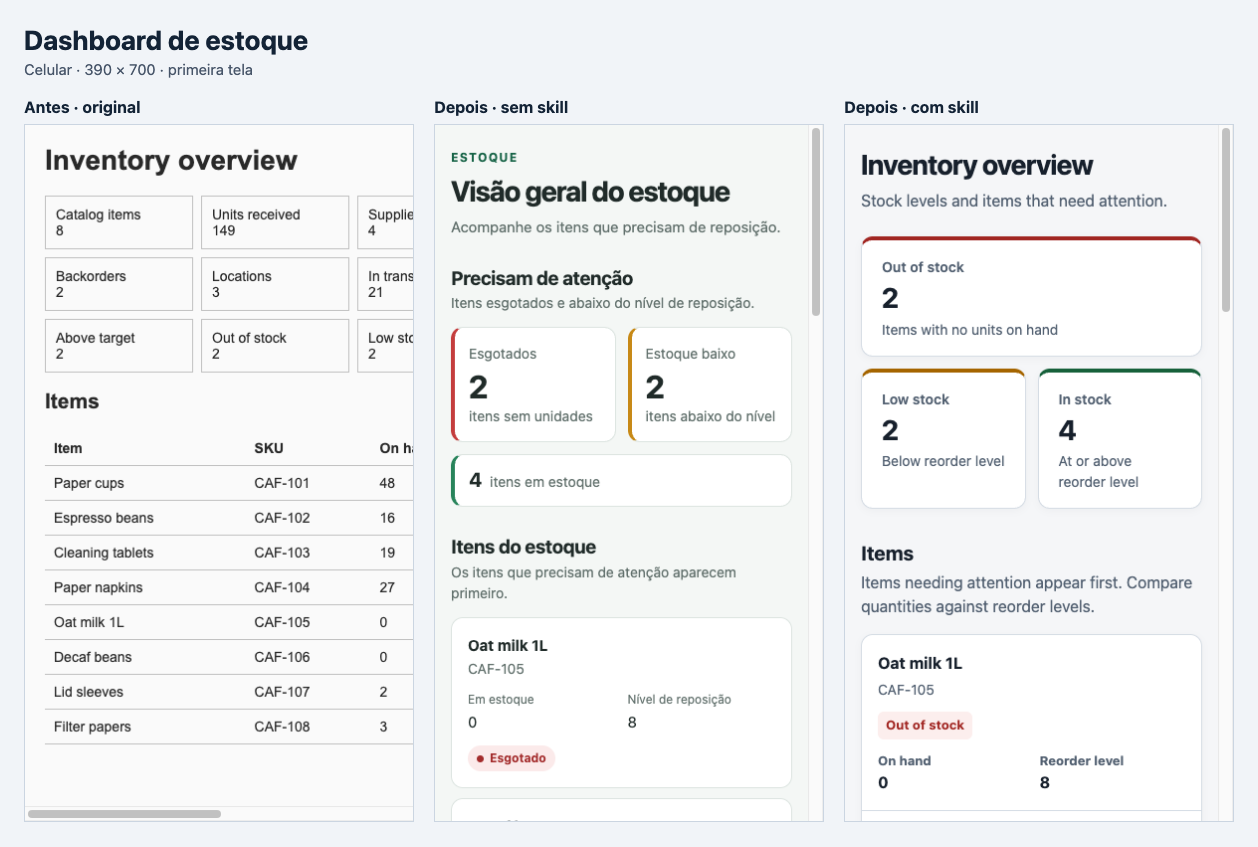 Dashboard de estoque
Celular · 390 × 700 · primeira tela
Antes · original
Inventory overview
Catalog items
8
Units received
149
Supplie
4
Backorders
2
Locations
3
In trans
21
Above target
2
Out of stock
2
Low sto
2
Items
Item SKU On ha
Paper cups CAF-101 48
Espresso beans CAF-102 16
Cleaning tablets CAF-103 19
Paper napkins CAF-104 27
Oat milk 1L CAF-105 0
Decaf beans CAF-106 0
Lid sleeves CAF-107 2
Filter papers CAF-108 3
Depois · sem skill
ESTOQUE
Visão geral do estoque
Acompanhe os itens que precisam de reposição.
Precisam de atenção
Itens esgotados e abaixo do nível de reposição.
Esgotados
2
itens sem unidades
Estoque baixo
2
itens abaixo do nível
4 itens em estoque
Itens do estoque
Os itens que precisam de atenção aparecem
primeiro.
Oat milk 1L
CAF-105
Em estoque Nível de reposição
0 8
Esgotado
Depois · com skill
Inventory overview
Stock levels and items that need attention.
Out of stock
2
Items with no units on hand
Low stock
2
Below reorder level
In stock
4
At or above
reorder level
Items
Items needing attention appear first. Compare
quantities against reorder levels.
Oat milk 1L
CAF-105
Out of stock
On hand Reorder level
0 8